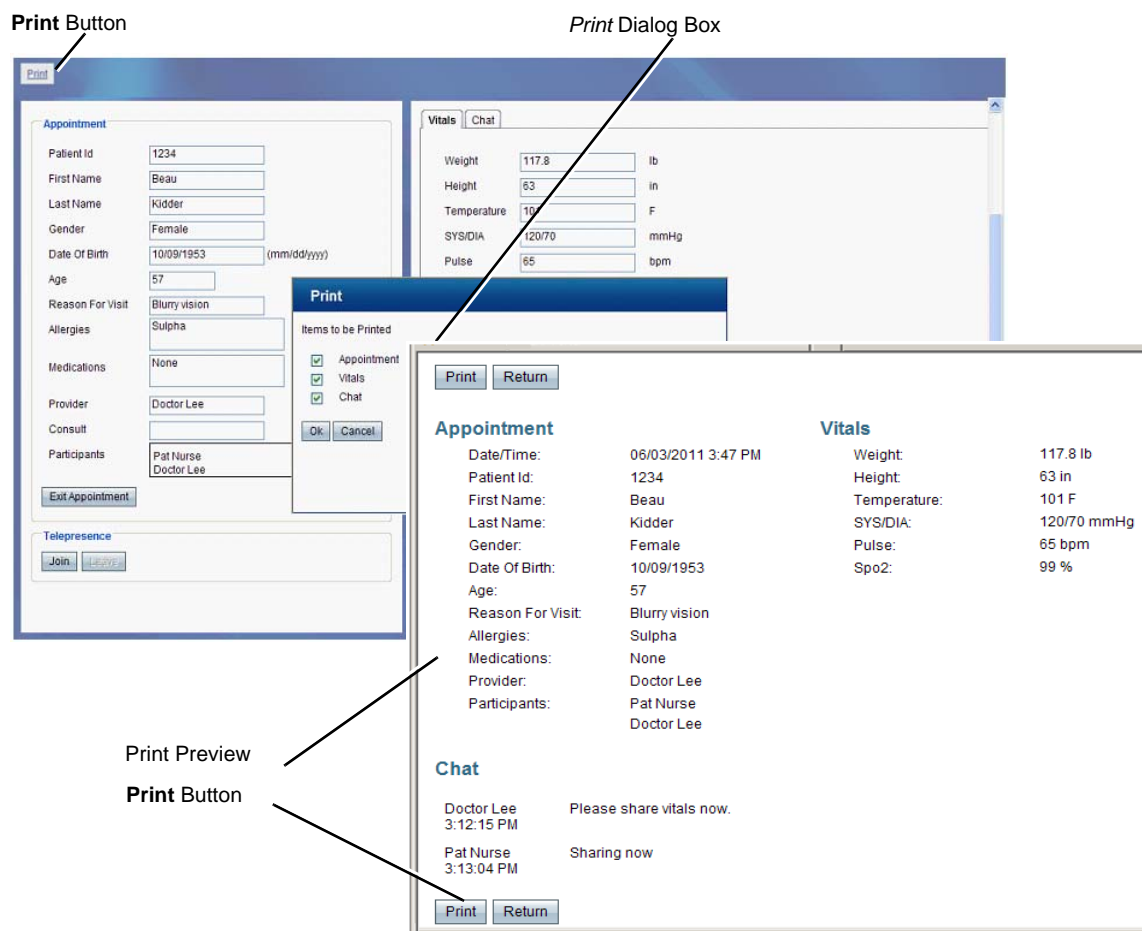 Print Button
Print Dialog Box
Print
Appointment
Patient Id 1234
First Name Beau
Last Name Kidder
Gender Female
Date Of Birth 10/09/1953 (mm/dd/yyyy)
Age 57
Reason For Visit Blurry vision
Allergies Sulpha
Medications None
Provider Doctor Lee
Consult
Participants Pat Nurse
Doctor Lee
Exit Appointment
Telepresence
Join Leave
Vitals Chat
Weight 117.8 lb
Height 63 in
Temperature 101 F
SYS/DIA 120/70 mmHg
Pulse 65 bpm
Print
Items to be Printed
Appointment
Vitals
Chat
Ok Cancel
Print Return
Appointment
Date/Time: 06/03/2011 3:47 PM
Patient Id: 1234
First Name: Beau
Last Name: Kidder
Gender: Female
Date Of Birth: 10/09/1953
Age: 57
Reason For Visit: Blurry vision
Allergies: Sulpha
Medications: None
Provider: Doctor Lee
Participants: Pat Nurse
Doctor Lee
Vitals
Weight: 117.8 lb
Height: 63 in
Temperature: 101 F
SYS/DIA: 120/70 mmHg
Pulse: 65 bpm
Spo2: 99 %
Chat
Doctor Lee Please share vitals now.
3:12:15 PM
Pat Nurse Sharing now
3:13:04 PM
Print Return
Print Preview
Print Button